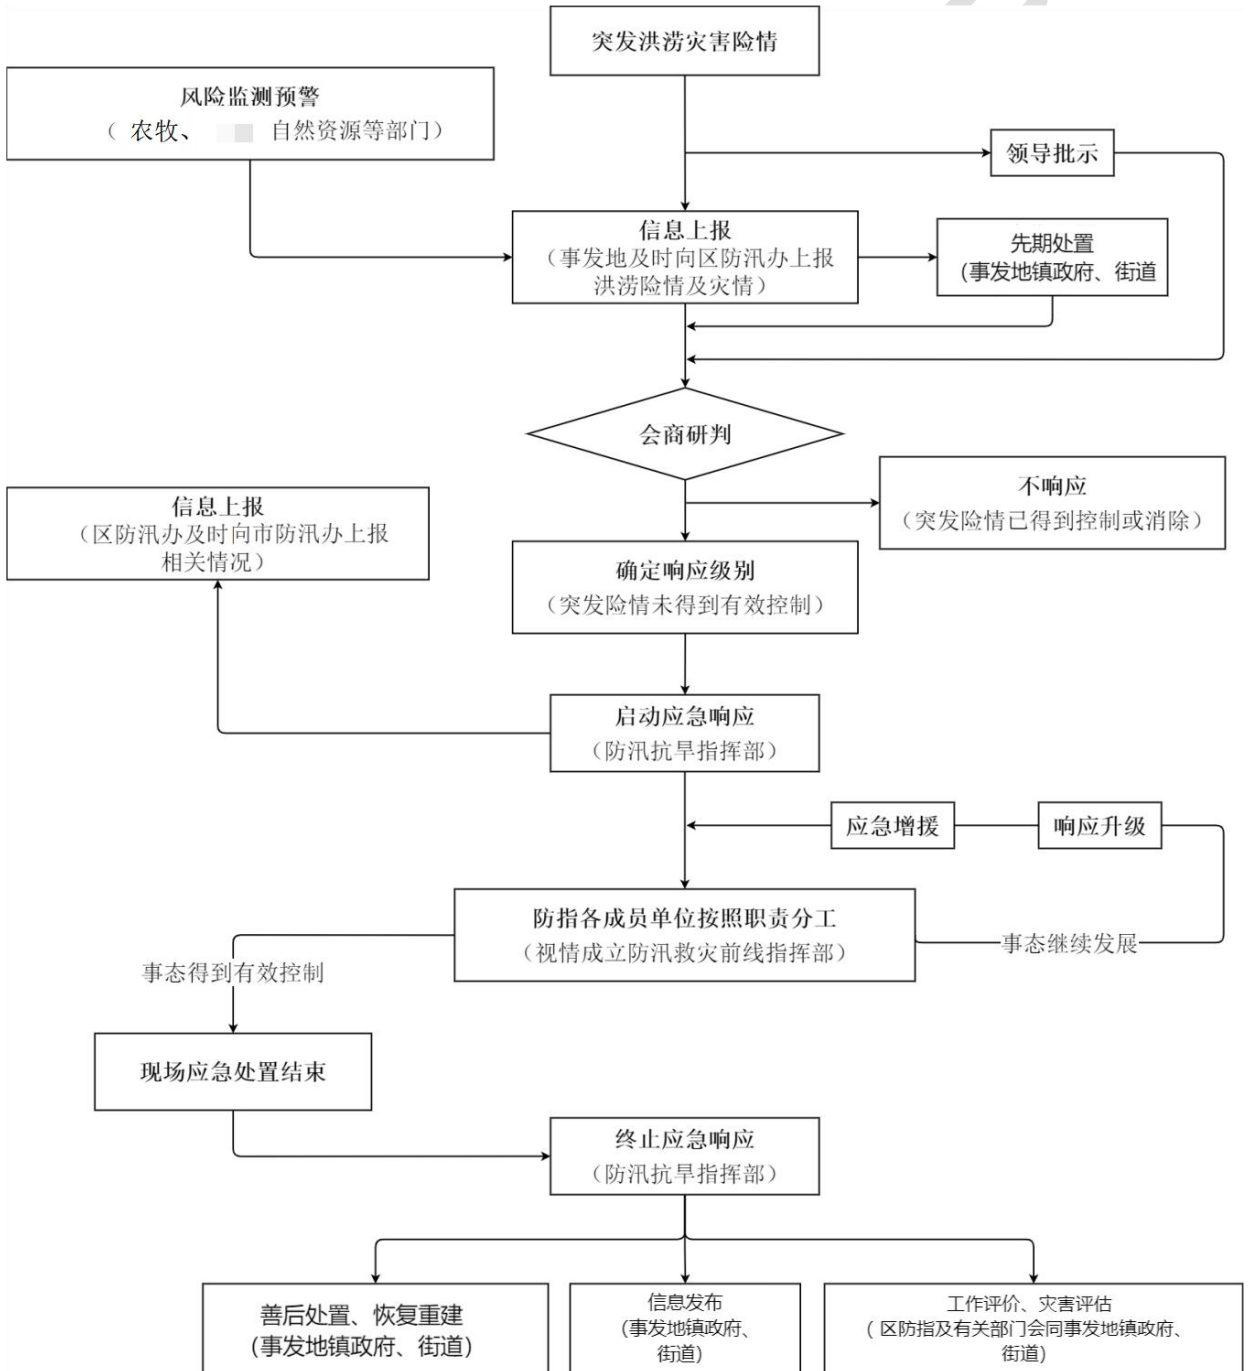 突发洪涝灾害险情
风险监测预警
（ 农牧、 自然资源等部门）
领导批示
信息上报
（事发地及时向区防汛办上报
洪涝险情及灾情）
先期处置
(事发地镇政府、街道
会商研判
不响应
（突发险情已得到控制或消除）
信息上报
（区防汛办及时向市防汛办上报
相关情况）
确定响应级别
（突发险情未得到有效控制）
启动应急响应
（防汛抗旱指挥部）
应急增援
响应升级
防指各成员单位按照职责分工
（视情成立防汛救灾前线指挥部）
事态继续发展
事态得到有效控制
现场应急处置结束
终止应急响应
（防汛抗旱指挥部）
善后处置、恢复重建
(事发地镇政府、街道）
信息发布
(事发地镇政府、
街道)
工作评价、灾害评估
( 区防指及有关部门会同事发地镇政府、
街道)